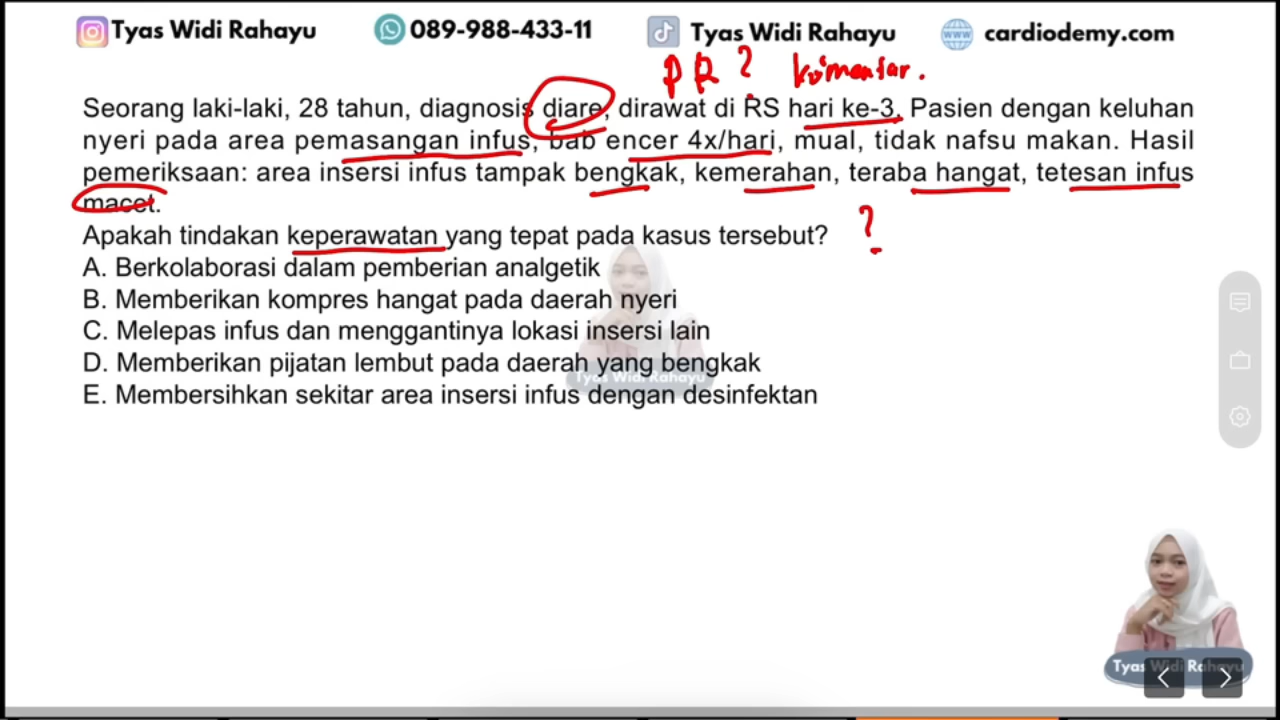 Tyas Widi Rahayu 089-988-433-11 Tyas Widi Rahayu cardiodemy.com
PR? Komentar.
Seorang laki-laki, 28 tahun, diagnosis diare, dirawat di RS hari ke-3. Pasien dengan keluhan
nyeri pada area pemasangan infus, bab encer 4x/hari, mual, tidak nafsu makan. Hasil
pemeriksaan: area insersi infus tampak bengkak, kemerahan, teraba hangat, tetesan infus
macet.
?
Apakah tindakan keperawatan yang tepat pada kasus tersebut?
A. Berkolaborasi dalam pemberian analgetik
B. Memberikan kompres hangat pada daerah nyeri
C. Melepas infus dan menggantinya lokasi insersi lain
D. Memberikan pijatan lembut pada daerah yang bengkak
Tyas Widi Rahayu
E. Membersihkan sekitar area insersi infus dengan desinfektan
Tyas Widi Rahayu